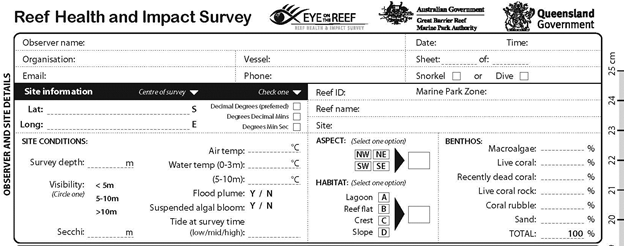 Reef Health and Impact Survey
EYE ON THE REEF
REEF HEALTH & IMPACT SURVEY
Australian Government
Great Barrier Reef
Marine Park Authority
Queensland
Government
OBSERVER AND SITE DETAILS
Observer name:
Date: Time:
Organisation: Vessel: Sheet: of:
Email: Phone: Snorkel or Dive
Site information Centre of survey Check one
Reef ID: Marine Park Zone:
Lat: S
Long: E
Decimal Degrees (preferred)
Degrees Decimal Mins
Degrees Min Sec
Reef name:
Site:
SITE CONDITIONS:
Survey depth: m
Visibility:
(Circle one)
< 5m
5-10m
>10m
Secchi: m
Air temp: °C
Water temp (0-3m): °C
(5-10m): °C
Flood plume: Y / N
Suspended algal bloom: Y / N
Tide at survey time
(low/mid/high):
ASPECT: (Select one option)
NW NE
SW SE
HABITAT: (Select one option)
Lagoon A
Reef flat B
Crest C
Slope D
BENTHOS:
Macroalgae: %
Live coral: %
Recently dead coral: %
Live coral rock: %
Coral rubble: %
Sand: %
TOTAL: 100 %
25 cm
24
23
22
21
20